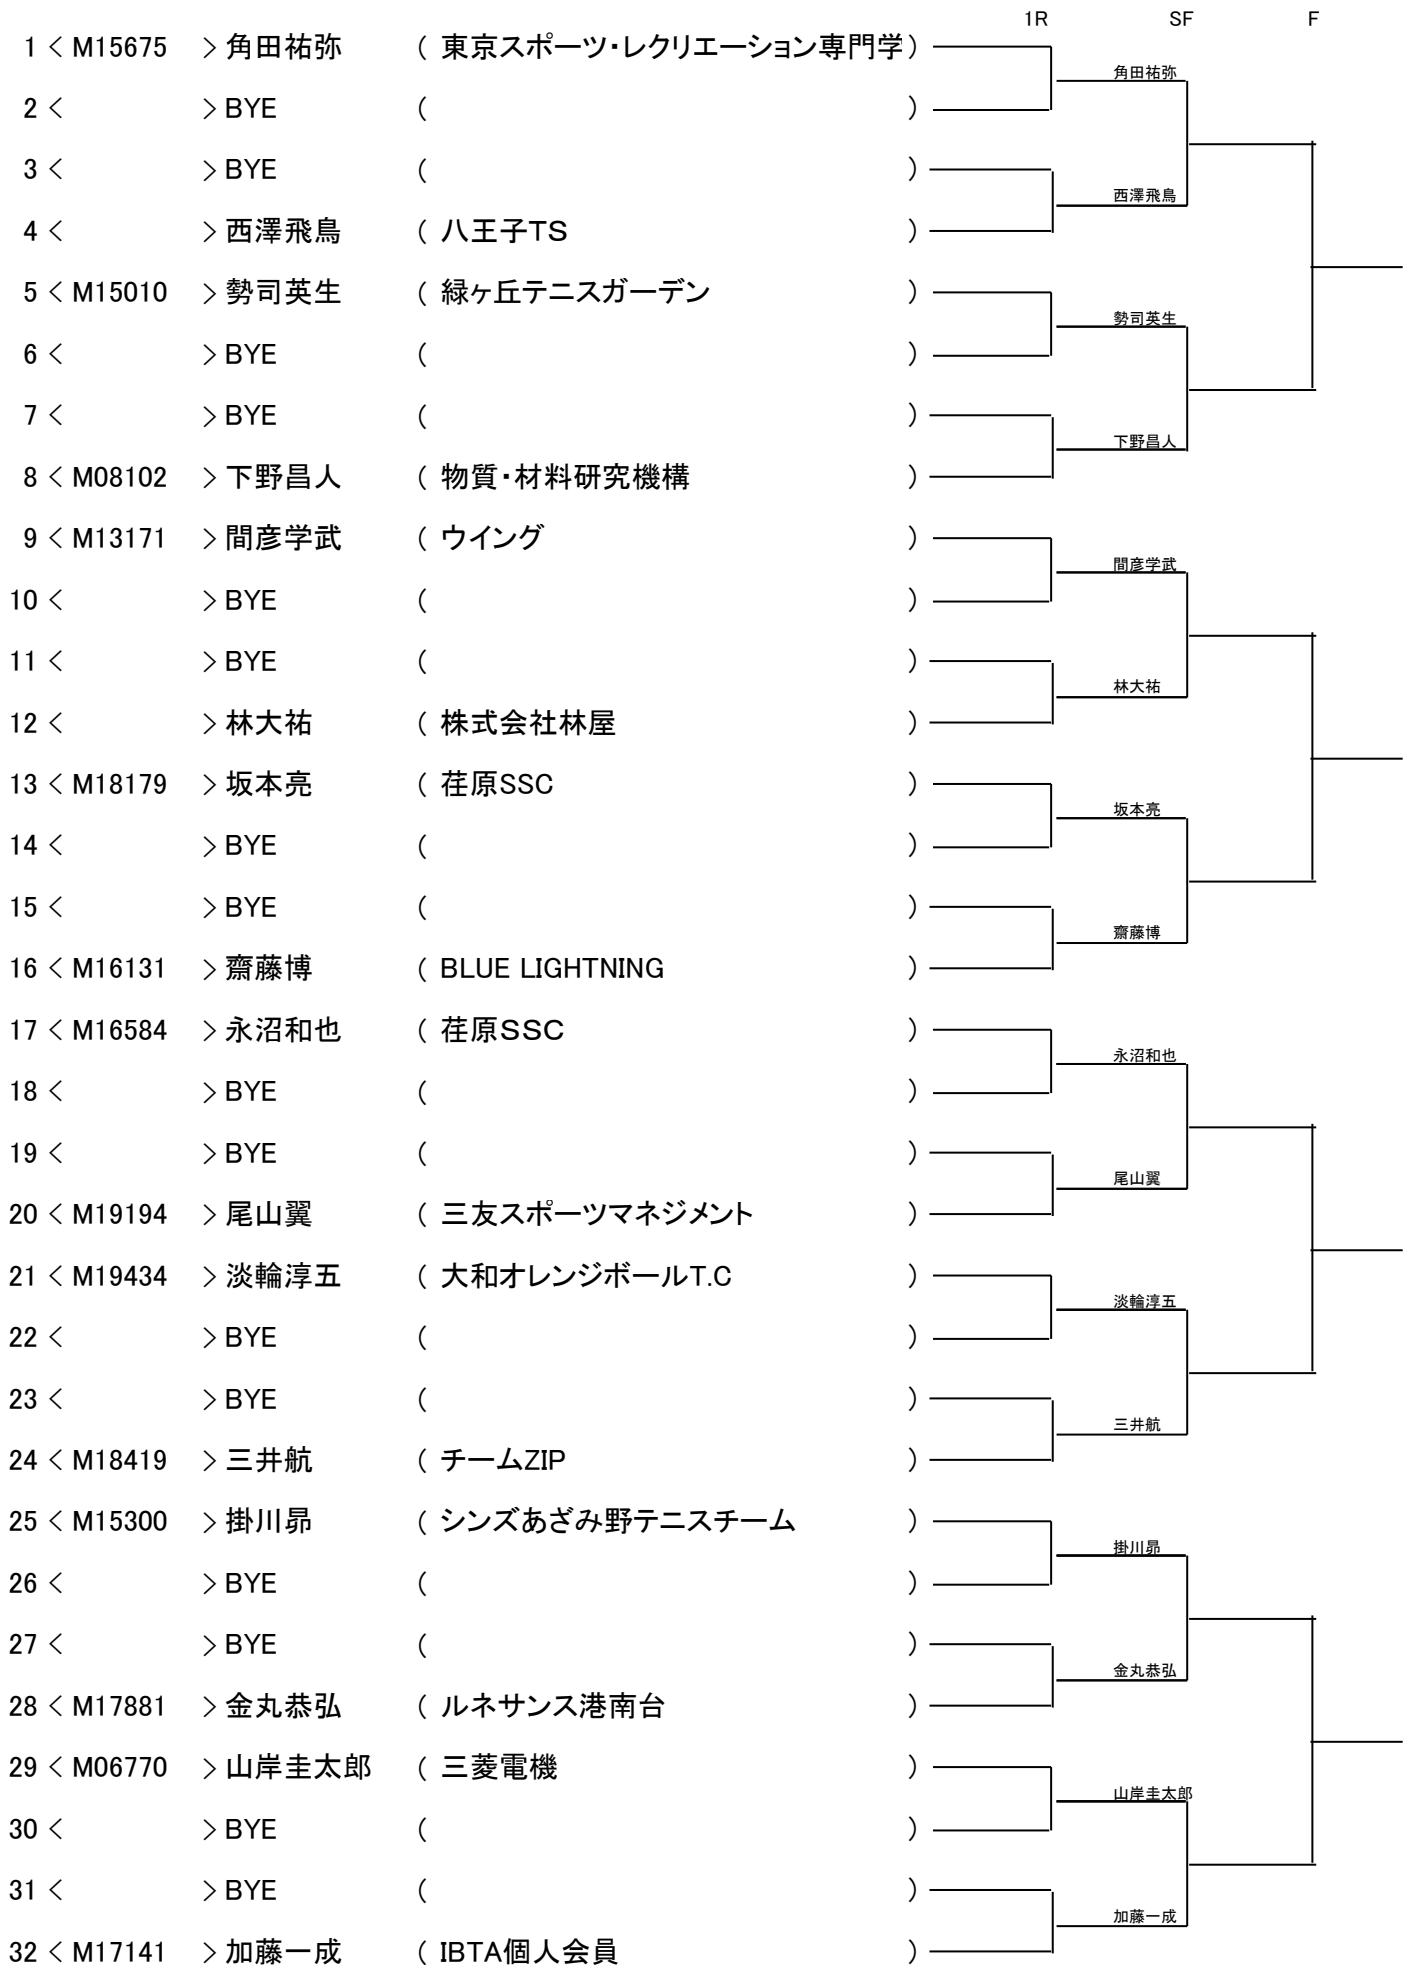 1R SF F
1 < M15675 > 角田祐弥 ( 東京スポーツ・レクリエーション専門学 )
角田祐弥
2 < > BYE ( )
3 < > BYE ( )
西澤飛鳥
4 < > 西澤飛鳥 ( 八王子TS )
5 < M15010 > 勢司英生 ( 緑ヶ丘テニスガーデン )
勢司英生
6 < > BYE ( )
7 < > BYE ( )
下野昌人
8 < M08102 > 下野昌人 ( 物質・材料研究機構 )
9 < M13171 > 間彦学武 ( ウイング )
間彦学武
10 < > BYE ( )
11 < > BYE ( )
林大祐
12 < > 林大祐 ( 株式会社林屋 )
13 < M18179 > 坂本亮 ( 荏原SSC )
坂本亮
14 < > BYE ( )
15 < > BYE ( )
齋藤博
16 < M16131 > 齋藤博 ( BLUE LIGHTNING )
17 < M16584 > 永沼和也 ( 荏原ＳＳＣ )
永沼和也
18 < > BYE ( )
19 < > BYE ( )
尾山翼
20 < M19194 > 尾山翼 ( 三友スポーツマネジメント )
21 < M19434 > 淡輪淳五 ( 大和オレンジボールT.C )
淡輪淳五
22 < > BYE ( )
23 < > BYE ( )
三井航
24 < M18419 > 三井航 ( チームZIP )
25 < M15300 > 掛川昴 ( シンズあざみ野テニスチーム )
掛川昴
26 < > BYE ( )
27 < > BYE ( )
金丸恭弘
28 < M17881 > 金丸恭弘 ( ルネサンス港南台 )
29 < M06770 > 山岸圭太郎 ( 三菱電機 )
山岸圭太郎
30 < > BYE ( )
31 < > BYE ( )
加藤一成
32 < M17141 > 加藤一成 ( IBTA個人会員 )